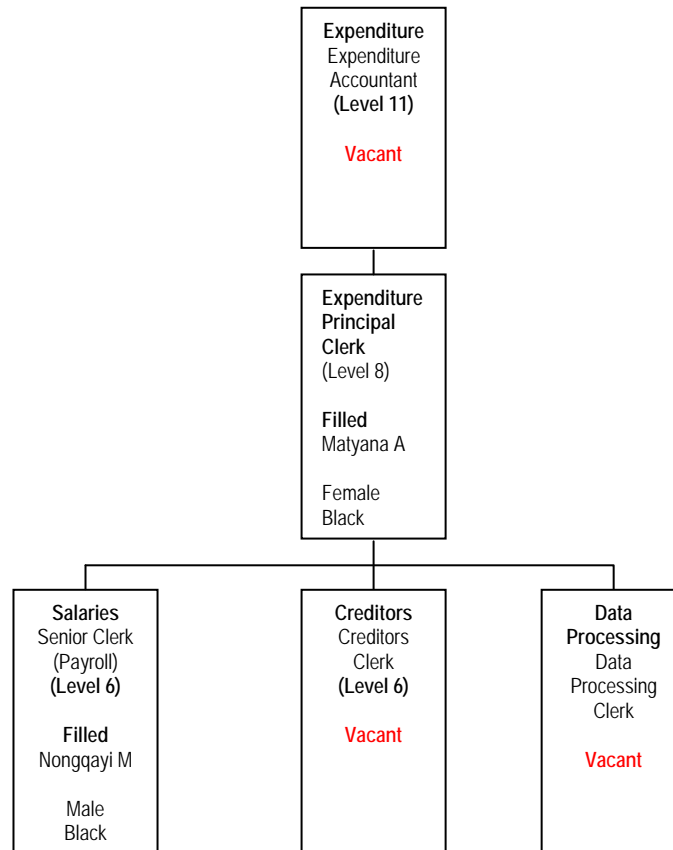 Expenditure
Expenditure
Accountant
(Level 11)
Vacant
Expenditure
Principal
Clerk
(Level 8)
Filled
Matyana A
Female
Black
Salaries
Senior Clerk
(Payroll)
(Level 6)
Filled
Nongqayi M
Male
Black
Creditors
Creditors
Clerk
(Level 6)
Vacant
Data
Processing
Data
Processing
Clerk
Vacant